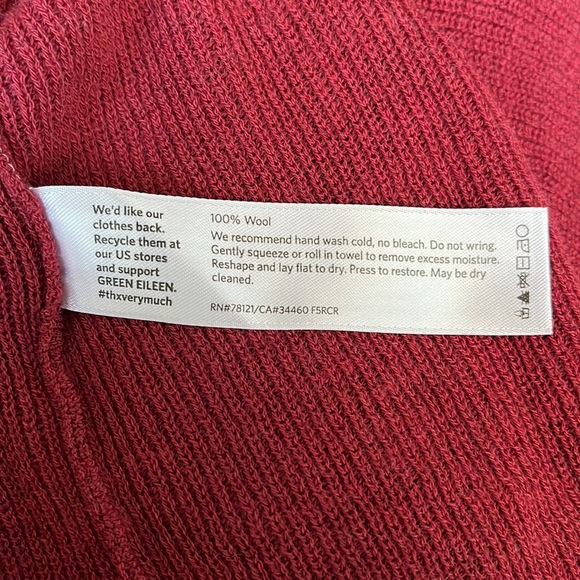 We'd like our
clothes back.
Recycle them at
our US stores
and support
GREEN EILEEN.
#thxverymuch
100% Wool
We recommend hand wash cold, no bleach. Do not wring.
Gently squeeze or roll in towel to remove excess moisture.
Reshape and lay flat to dry. Press to restore. May be dry
cleaned.
RN#78121/CA#34460 F5RCR